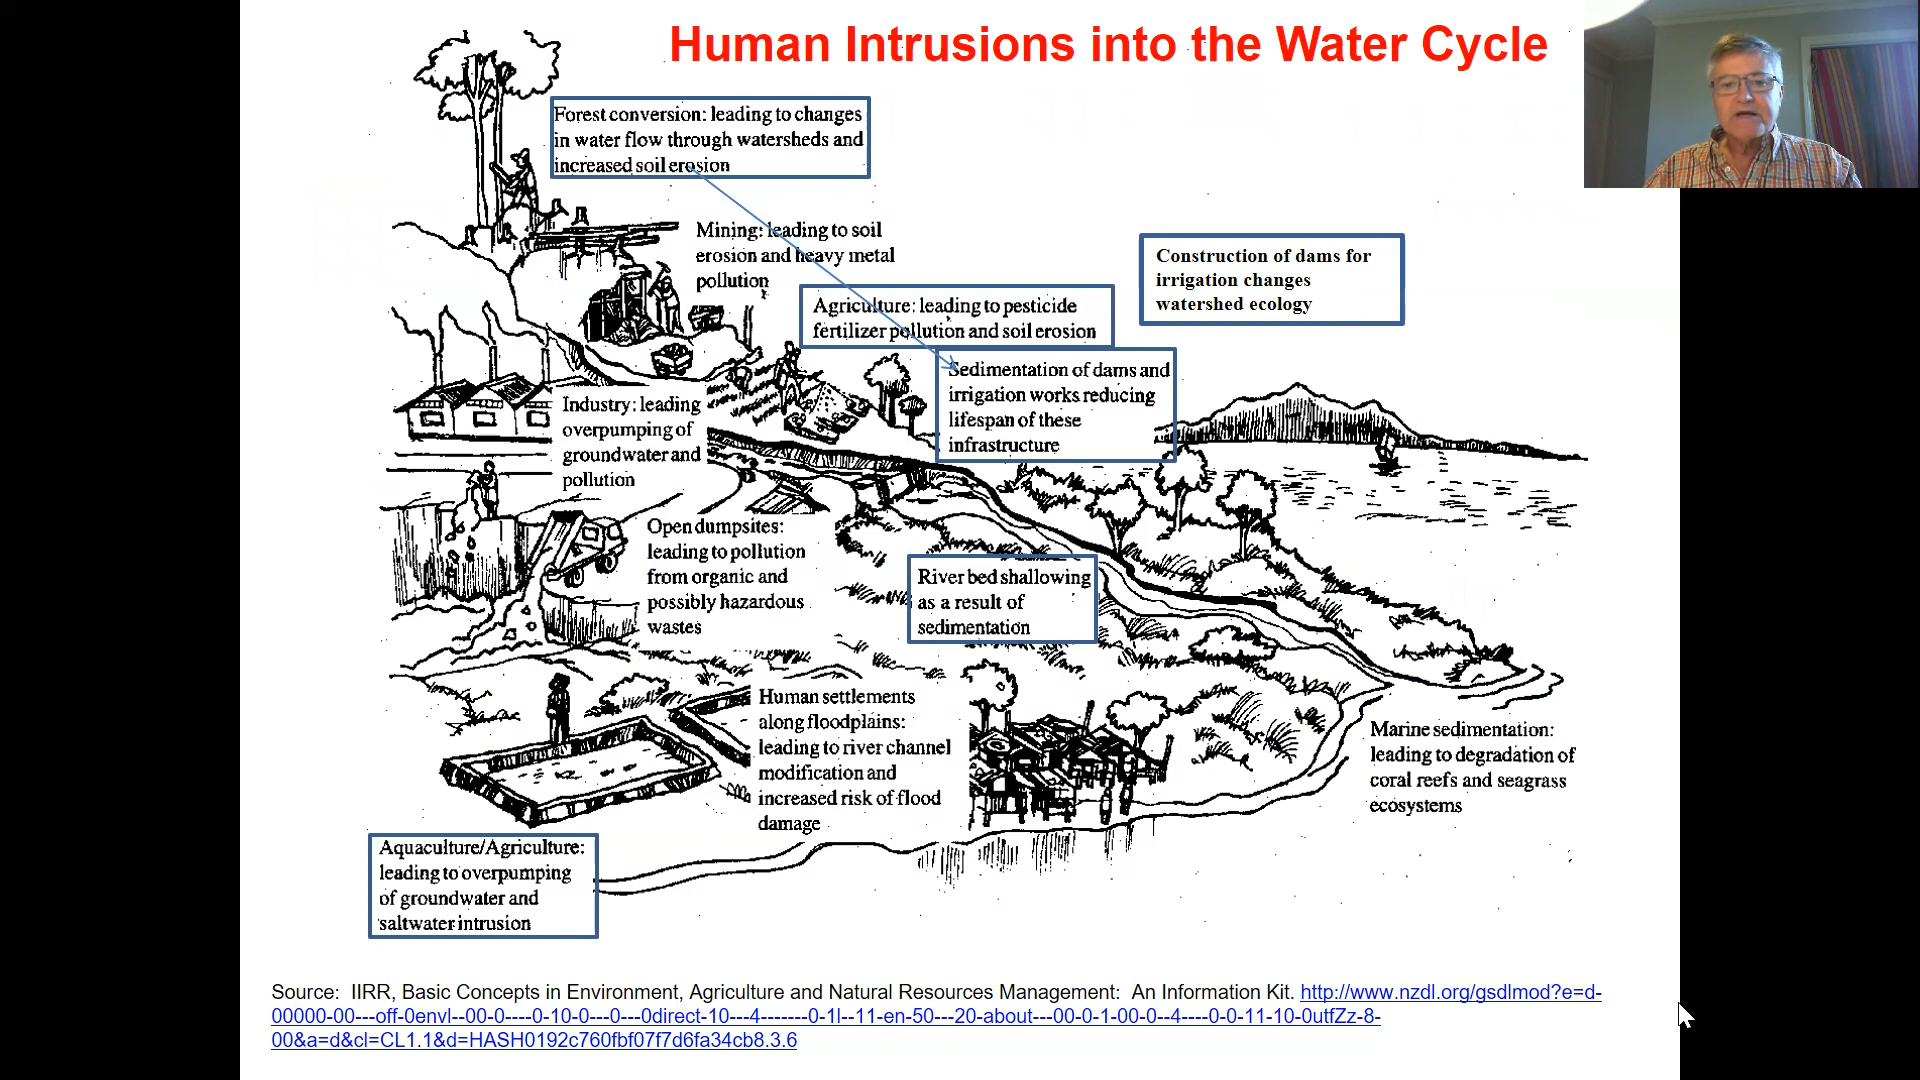 Human Intrusions into the Water Cycle
Forest conversion: leading to changes
in water flow through watersheds and
increased soil erosion
Mining: leading to soil
erosion and heavy metal
pollution
Construction of dams for
irrigation changes
watershed ecology
Agriculture: leading to pesticide
fertilizer pollution and soil erosion
Sedimentation of dams and
irrigation works reducing
lifespan of these
infrastructure
Industry: leading
overpumping of
groundwater and
pollution
Open dumpsites:
leading to pollution
from organic and
possibly hazardous
wastes
River bed shallowing
as a result of
sedimentation
Human settlements
along floodplains:
leading to river channel
modification and
increased risk of flood
damage
Marine sedimentation:
leading to degradation of
coral reefs and seagrass
ecosystems
Aquaculture/Agriculture:
leading to overpumping
of groundwater and
saltwater intrusion
Source: IIRR, Basic Concepts in Environment, Agriculture and Natural Resources Management: An Information Kit. http://www.nzdl.org/gsdlmod?e=d-
00000-00---off-0envl--00-0----0-10-0---0---0direct-10---4-------0-1l--11-en-50---20-about---00-0-1-00-0--4----0-0-11-10-0utfZz-8-
00&a=d&cl=CL1.1&d=HASH0192c760fbf07f7d6fa34cb8.3.6